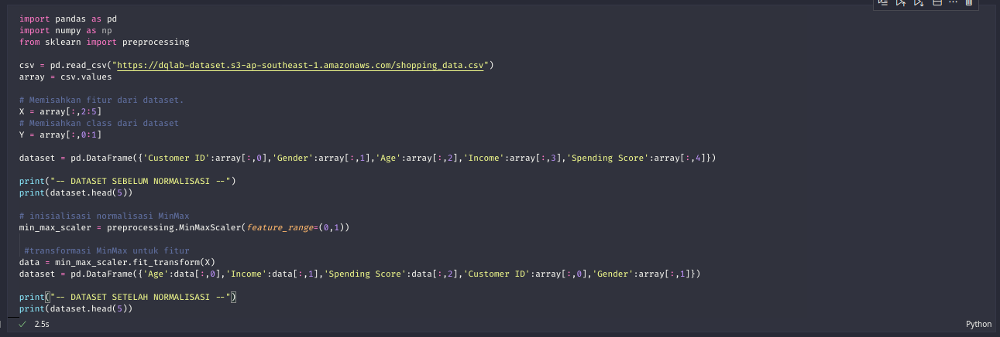 import pandas as pd
import numpy as np
from sklearn import preprocessing
csv = pd.read_csv("https://dqlab-dataset.s3-ap-southeast-1.amazonaws.com/shopping_data.csv")
array = csv.values
# Memisahkan fitur dari dataset.
X = array[:,2:5]
# Memisahkan class dari dataset
Y = array[:,0:1]
dataset = pd.DataFrame({'Customer ID':array[:,0],'Gender':array[:,1],'Age':array[:,2],'Income':array[:,3],'Spending Score':array[:,4]})
print("-- DATASET SEBELUM NORMALISASI --")
print(dataset.head(5))
# inisialisasi normalisasi MinMax
min_max_scaler = preprocessing.MinMaxScaler(feature_range=(0,1))
#transformasi MinMax untuk fitur
data = min_max_scaler.fit_transform(X)
dataset = pd.DataFrame({'Age':data[:,0],'Income':data[:,1],'Spending Score':data[:,2],'Customer ID':array[:,0],'Gender':array[:,1]})
print("-- DATASET SETELAH NORMALISASI --")
print(dataset.head(5))
2.5s
Python